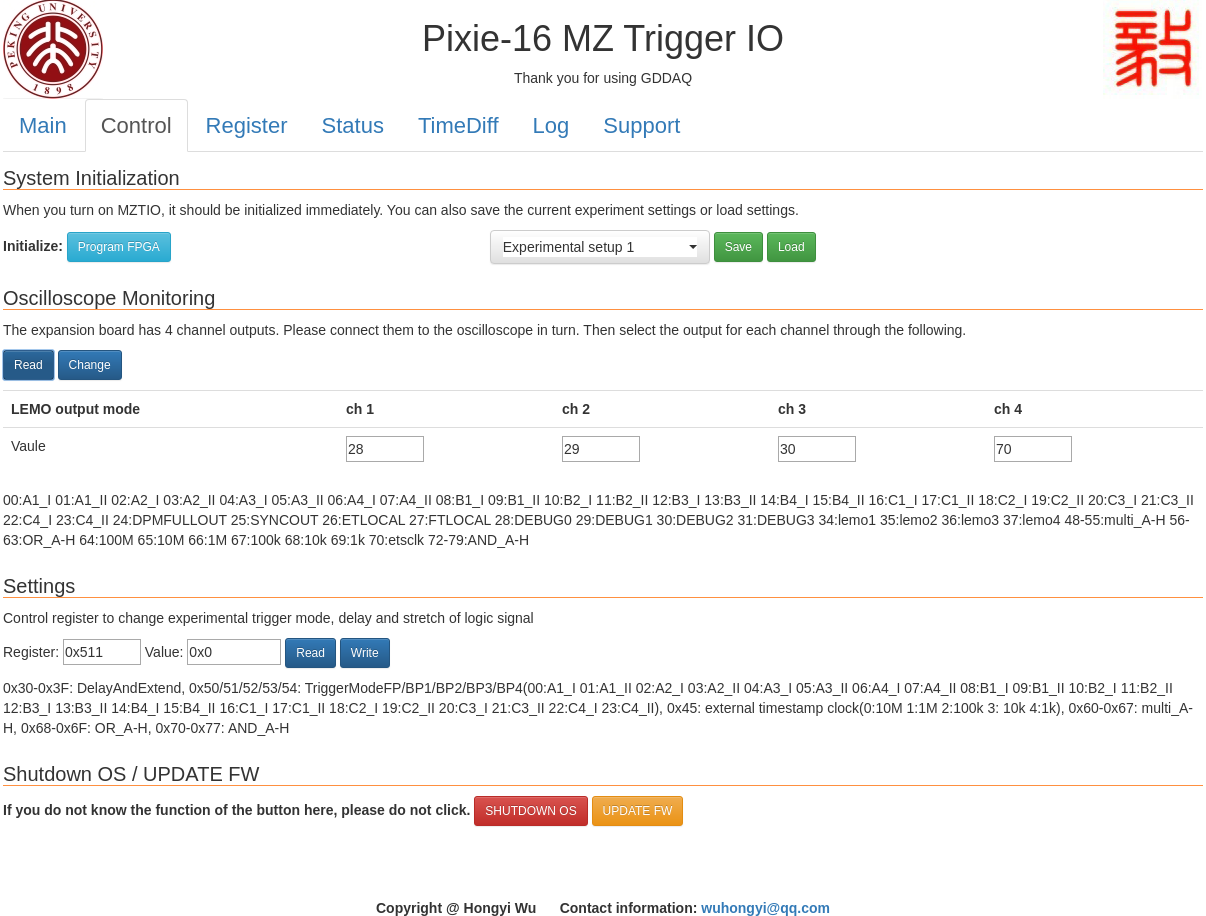 PEKING UNIVERSITY
1898
Pixie-16 MZ Trigger IO
Thank you for using GDDAQ
Main Control Register Status TimeDiff Log Support
System Initialization
When you turn on MZTIO, it should be initialized immediately. You can also save the current experiment settings or load settings.
Initialize: Program FPGA Experimental setup 1 Save Load
Oscilloscope Monitoring
The expansion board has 4 channel outputs. Please connect them to the oscilloscope in turn. Then select the output for each channel through the following.
Read Change
LEMO output mode ch 1 ch 2 ch 3 ch 4
Vaule 28 29 30 70
00:A1_I 01:A1_II 02:A2_I 03:A2_II 04:A3_I 05:A3_II 06:A4_I 07:A4_II 08:B1_I 09:B1_II 10:B2_I 11:B2_II 12:B3_I 13:B3_II 14:B4_I 15:B4_II 16:C1_I 17:C1_II 18:C2_I 19:C2_II 20:C3_I 21:C3_II
22:C4_I 23:C4_II 24:DPMFULLOUT 25:SYNCOUT 26:ETLOCAL 27:FTLOCAL 28:DEBUG0 29:DEBUG1 30:DEBUG2 31:DEBUG3 34:lemo1 35:lemo2 36:lemo3 37:lemo4 48-55:multi_A-H 56-
63:OR_A-H 64:100M 65:10M 66:1M 67:100k 68:10k 69:1k 70:etsclk 72-79:AND_A-H
Settings
Control register to change experimental trigger mode, delay and stretch of logic signal
Register: 0x511 Value: 0x0 Read Write
0x30-0x3F: DelayAndExtend, 0x50/51/52/53/54: TriggerModeFP/BP1/BP2/BP3/BP4(00:A1_I 01:A1_II 02:A2_I 03:A2_II 04:A3_I 05:A3_II 06:A4_I 07:A4_II 08:B1_I 09:B1_II 10:B2_I 11:B2_II
12:B3_I 13:B3_II 14:B4_I 15:B4_II 16:C1_I 17:C1_II 18:C2_I 19:C2_II 20:C3_I 21:C3_II 22:C4_I 23:C4_II), 0x45: external timestamp clock(0:10M 1:1M 2:100k 3: 10k 4:1k), 0x60-0x67: multi_A-
H, 0x68-0x6F: OR_A-H, 0x70-0x77: AND_A-H
Shutdown OS / UPDATE FW
If you do not know the function of the button here, please do not click. SHUTDOWN OS UPDATE FW
Copyright @ Hongyi Wu Contact information: wuhongyi@qq.com